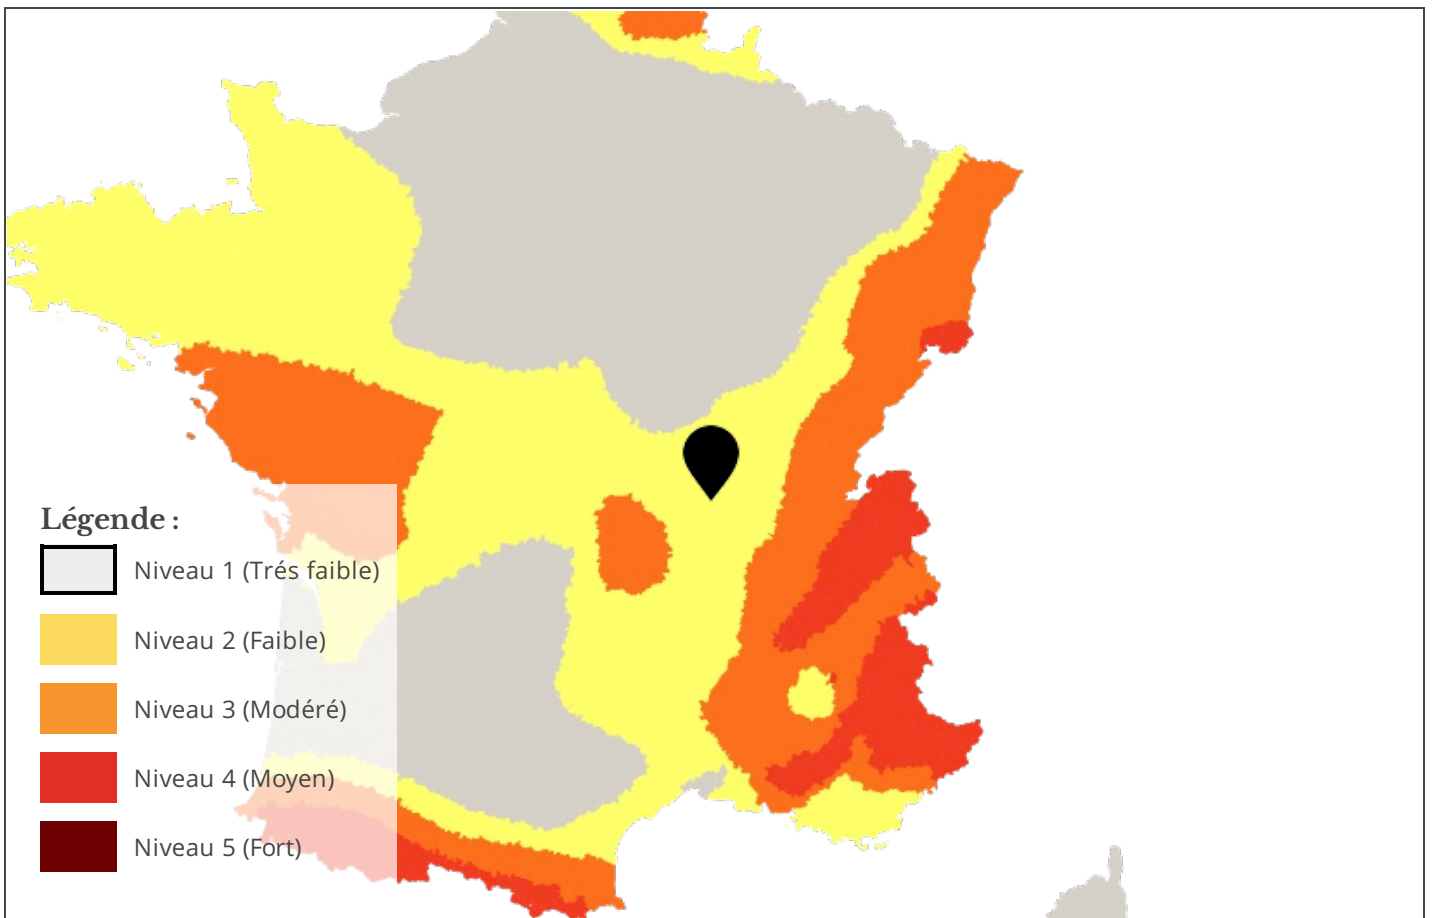 Légende :
Niveau 1 (Trés faible)
Niveau 2 (Faible)
Niveau 3 (Modéré)
Niveau 4 (Moyen)
Niveau 5 (Fort)